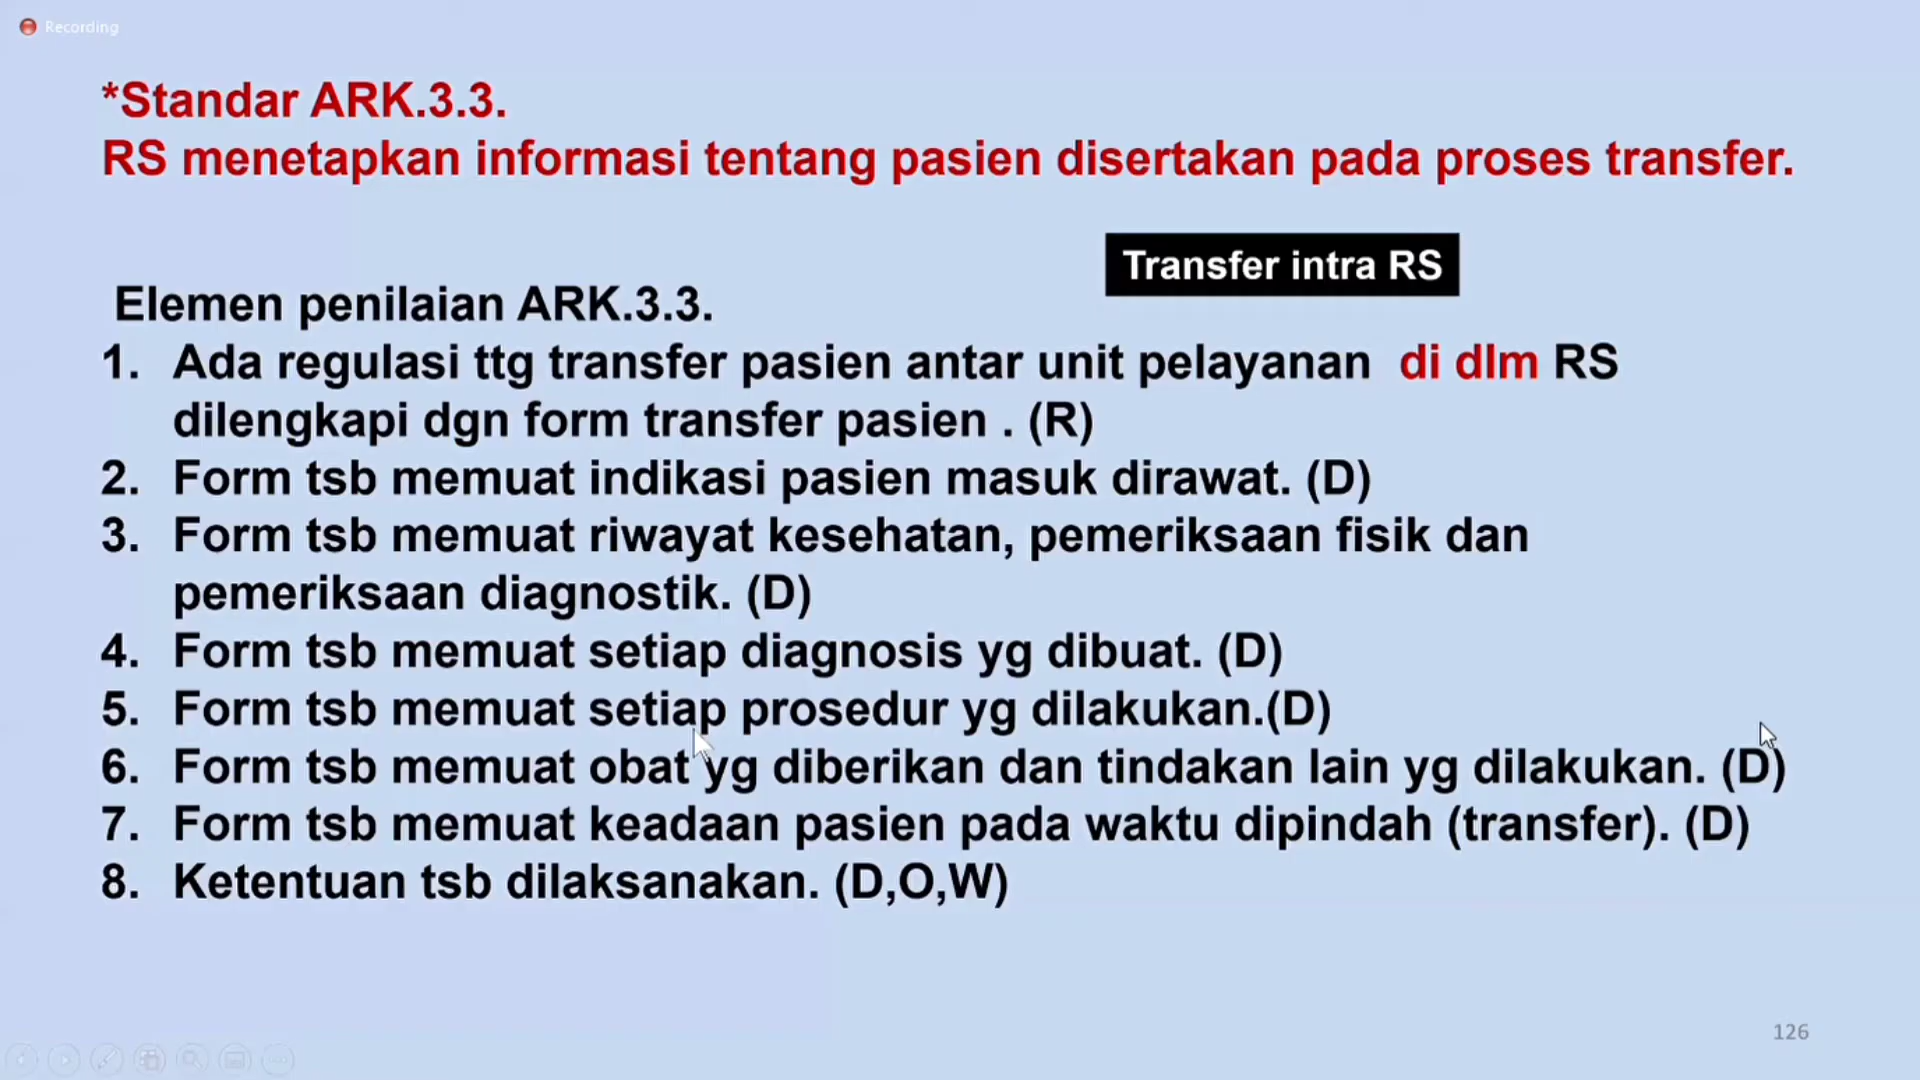 Recording
*Standar ARK.3.3.
RS menetapkan informasi tentang pasien disertakan pada proses transfer.
Transfer intra RS
Elemen penilaian ARK.3.3.
1. Ada regulasi ttg transfer pasien antar unit pelayanan di dlm RS
dilengkapi dgn form transfer pasien . (R)
2. Form tsb memuat indikasi pasien masuk dirawat. (D)
3. Form tsb memuat riwayat kesehatan, pemeriksaan fisik dan
pemeriksaan diagnostik. (D)
4. Form tsb memuat setiap diagnosis yg dibuat. (D)
5. Form tsb memuat setiap prosedur yg dilakukan.(D)
6. Form tsb memuat obat yg diberikan dan tindakan lain yg dilakukan. (D)
7. Form tsb memuat keadaan pasien pada waktu dipindah (transfer). (D)
8. Ketentuan tsb dilaksanakan. (D,O,W)
126